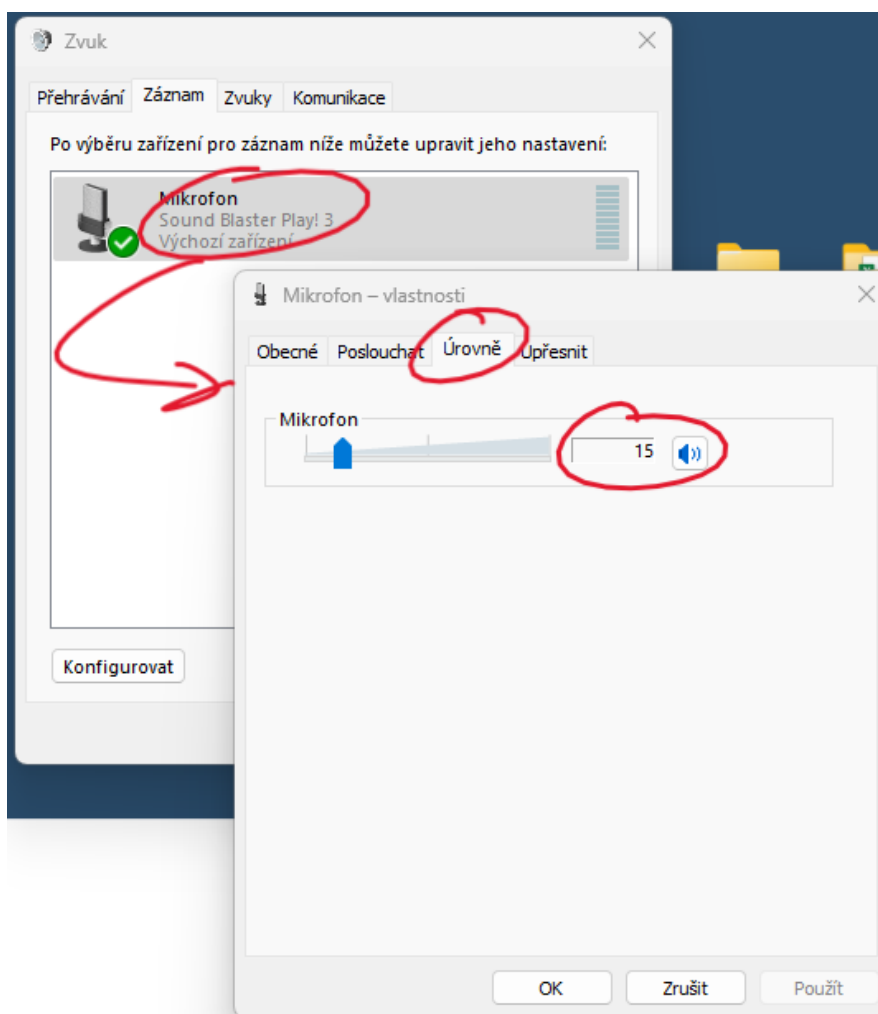 Zvuk
Přehrávání Záznam Zvuky Komunikace
Po výběru zařízení pro záznam níže můžete upravit jeho nastavení:
Mikrofon
Sound Blaster Play! 3
Výchozí zařízení
Konfigurovat
Mikrofon – vlastnosti
Obecné Poslouchat Úrovně Upřesnit
Mikrofon
15
OK Zrušit Použít